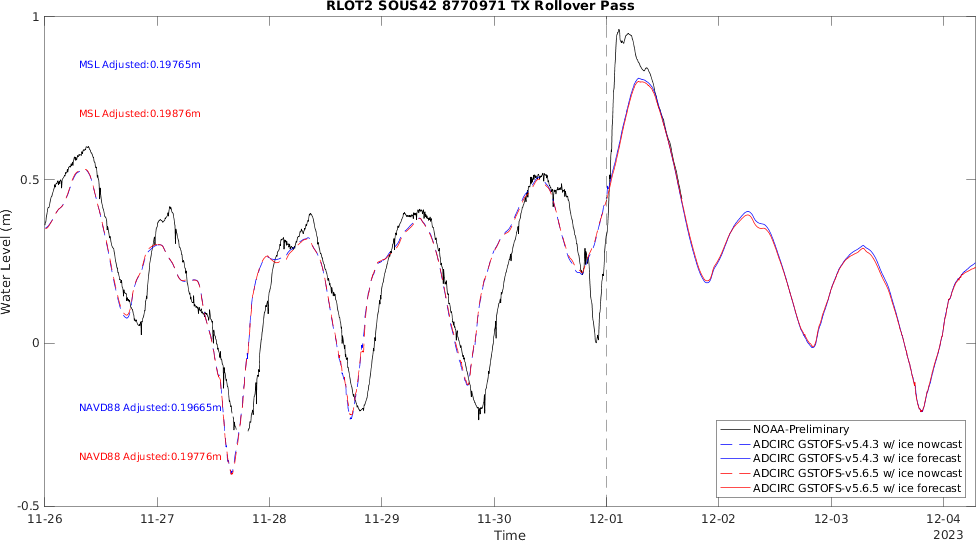 RLOT2 SOUS42 8770971 TX Rollover Pass
1
MSL Adjusted:0.19765m
MSL Adjusted:0.19876m
0.5
Water Level (m)
0
NAVD88 Adjusted:0.19665m
NAVD88 Adjusted:0.19776m
NOAA-Preliminary
ADCIRC GSTOFS-v5.4.3 w/ ice nowcast
ADCIRC GSTOFS-v5.4.3 w/ ice forecast
ADCIRC GSTOFS-v5.6.5 w/ ice nowcast
ADCIRC GSTOFS-v5.6.5 w/ ice forecast
-0.5
11-26 11-27 11-28 11-29 11-30 12-01 12-02 12-03 12-04
Time 2023